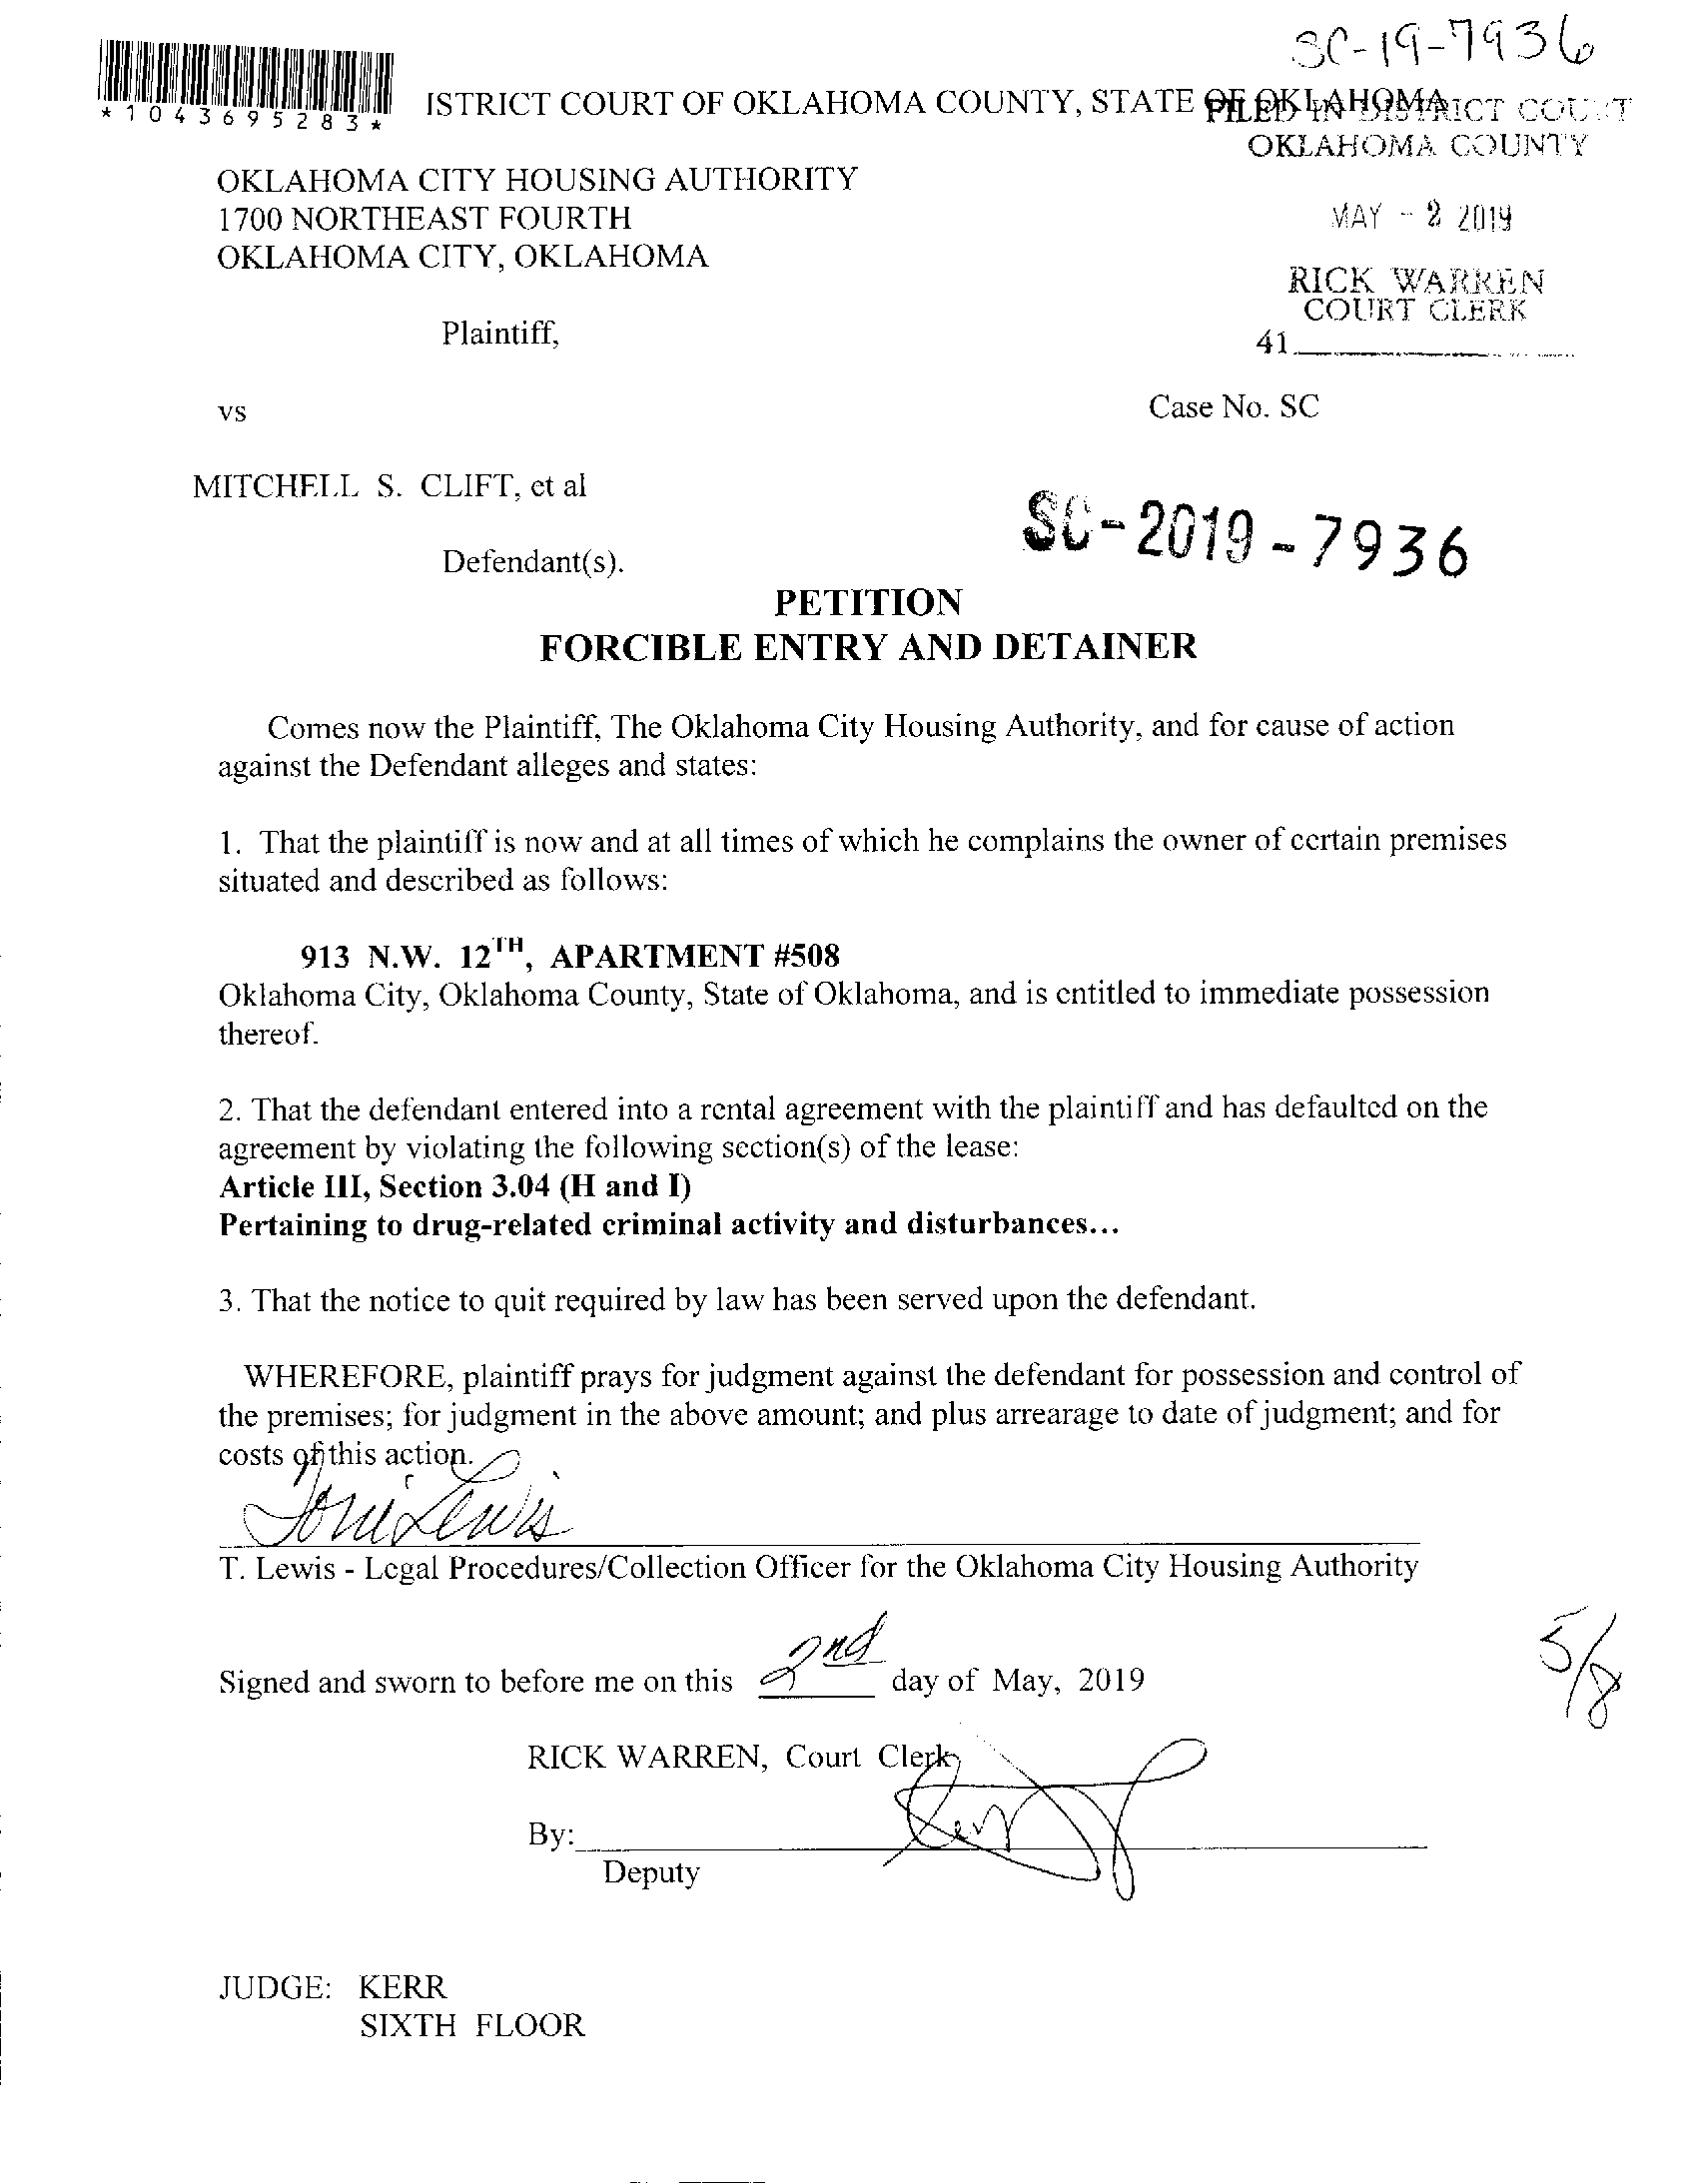 SC-19-7936
*1043695283*
ISTRICT COURT OF OKLAHOMA COUNTY, STATE OF OKLAHOMA
FILED IN DISTRICT COURT
OKLAHOMA COUNTY
OKLAHOMA CITY HOUSING AUTHORITY
1700 NORTHEAST FOURTH
OKLAHOMA CITY, OKLAHOMA
MAY - 2 2019
RICK WARREN
COURT CLERK
41
Plaintiff,
vs
Case No. SC
MITCHELL S. CLIFT, et al
SC-2019-7936
Defendant(s).
PETITION
FORCIBLE ENTRY AND DETAINER
Comes now the Plaintiff, The Oklahoma City Housing Authority, and for cause of action
against the Defendant alleges and states:
1. That the plaintiff is now and at all times of which he complains the owner of certain premises
situated and described as follows:
913 N.W. 12TH, APARTMENT #508
Oklahoma City, Oklahoma County, State of Oklahoma, and is entitled to immediate possession
thereof.
2. That the defendant entered into a rental agreement with the plaintiff and has defaulted on the
agreement by violating the following section(s) of the lease:
Article III, Section 3.04 (H and I)
Pertaining to drug-related criminal activity and disturbances...
3. That the notice to quit required by law has been served upon the defendant.
WHEREFORE, plaintiff prays for judgment against the defendant for possession and control of
the premises; for judgment in the above amount; and plus arrearage to date of judgment; and for
costs of this action.
Toni Lewis
T. Lewis - Legal Procedures/Collection Officer for the Oklahoma City Housing Authority
Signed and sworn to before me on this 2nd day of May, 2019
5/8
RICK WARREN, Court Clerk
By:
Deputy
JUDGE: KERR
SIXTH FLOOR